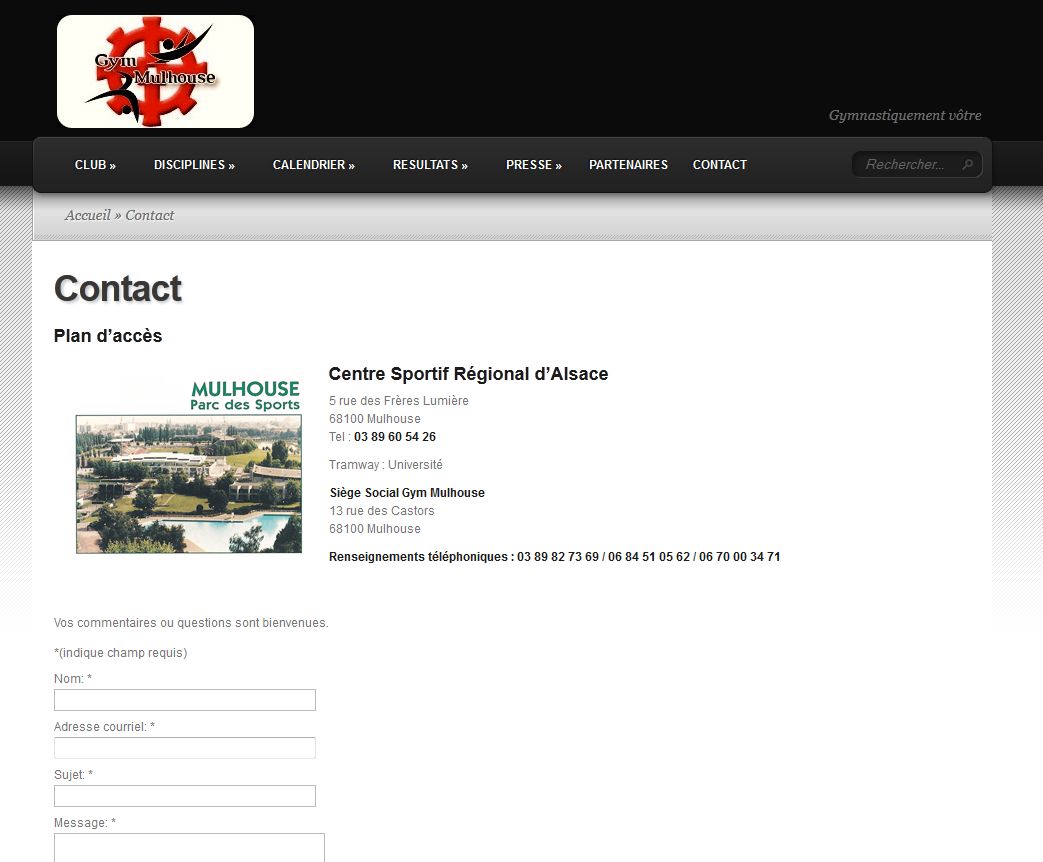 Gym
Mulhouse
Gymnastiquement vôtre
CLUB »
DISCIPLINES »
CALENDRIER »
RESULTATS »
PRESSE »
PARTENAIRES
CONTACT
Rechercher...
Accueil » Contact
Contact
Plan d’accès
MULHOUSE
Parc des Sports
Centre Sportif Régional d’Alsace
5 rue des Frères Lumière
68100 Mulhouse
Tel : 03 89 60 54 26
Tramway : Université
Siège Social Gym Mulhouse
13 rue des Castors
68100 Mulhouse
Renseignements téléphoniques : 03 89 82 73 69 / 06 84 51 05 62 / 06 70 00 34 71
Vos commentaires ou questions sont bienvenues.
*(indique champ requis)
Nom: *
Adresse courriel: *
Sujet: *
Message: *